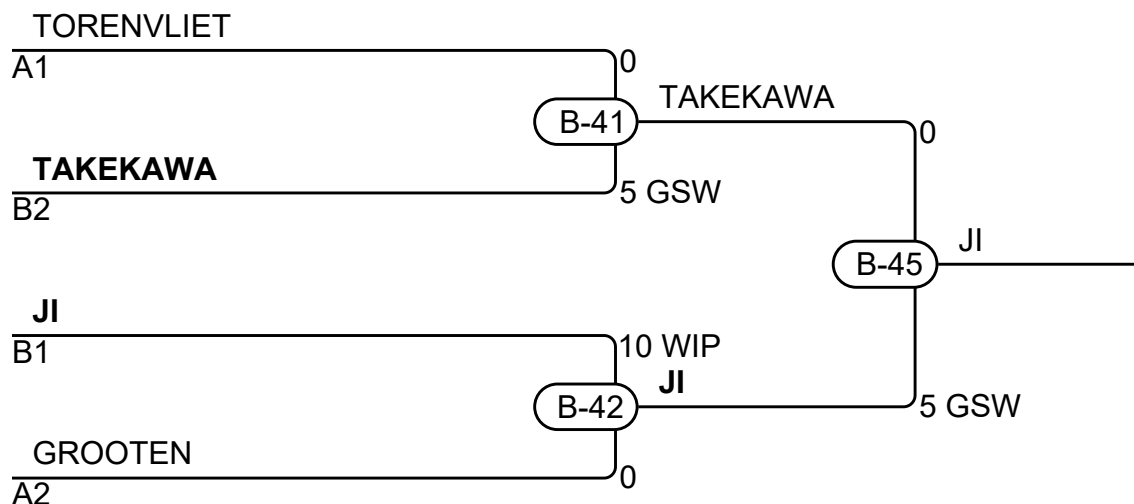 TORENVLIET
A1
0
B-41
TAKEKAWA
0
TAKEKAWA
B2
5 GSW
B-45
JI
JI
B1
10 WIP
JI
B-42
5 GSW
GROOTEN
A2
0